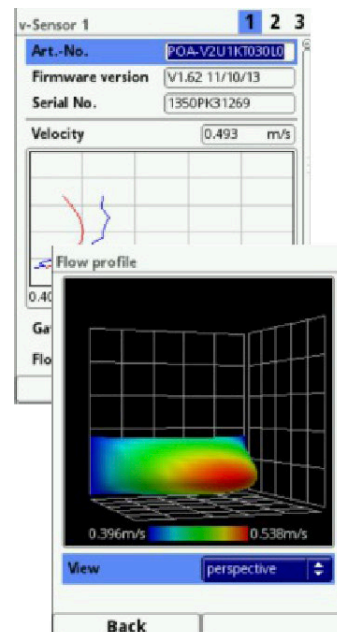 v-Sensor 1 1 2 3
Art.-No. POA-V2U1KT030L0
Firmware version V1.62 11/10/13
Serial No. 1350PK31269
Velocity 0.493 m/s
Flow profile
0.40
Ga
Flo
0.396m/s 0.538m/s
View perspective
Back